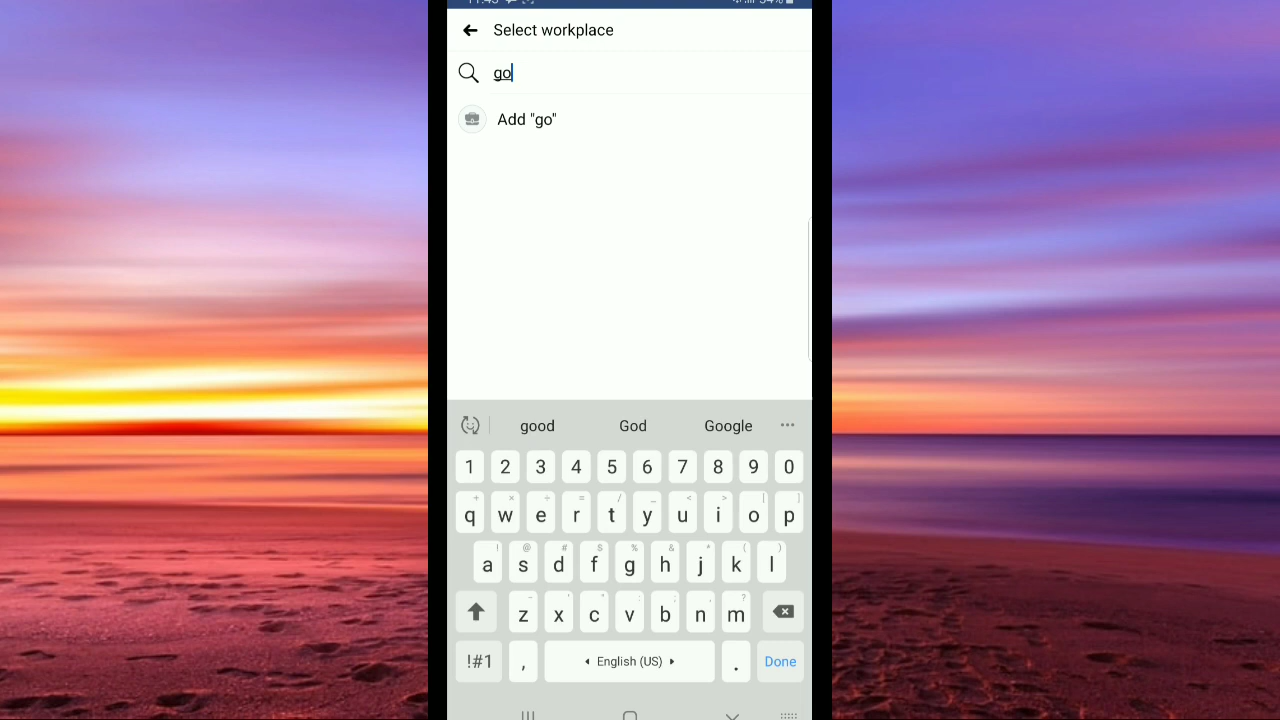 Select workplace
go
Add "go"
good God Google
1 2 3 4 5 6 7 8 9 0
+ × ÷ = / _ < > [ ]
q w e r t y u i o p
! @ # $ % & * ( )
a s d f g h j k l
- ' " : ; , ?
z x c v b n m
!#1 , English (US) . Done